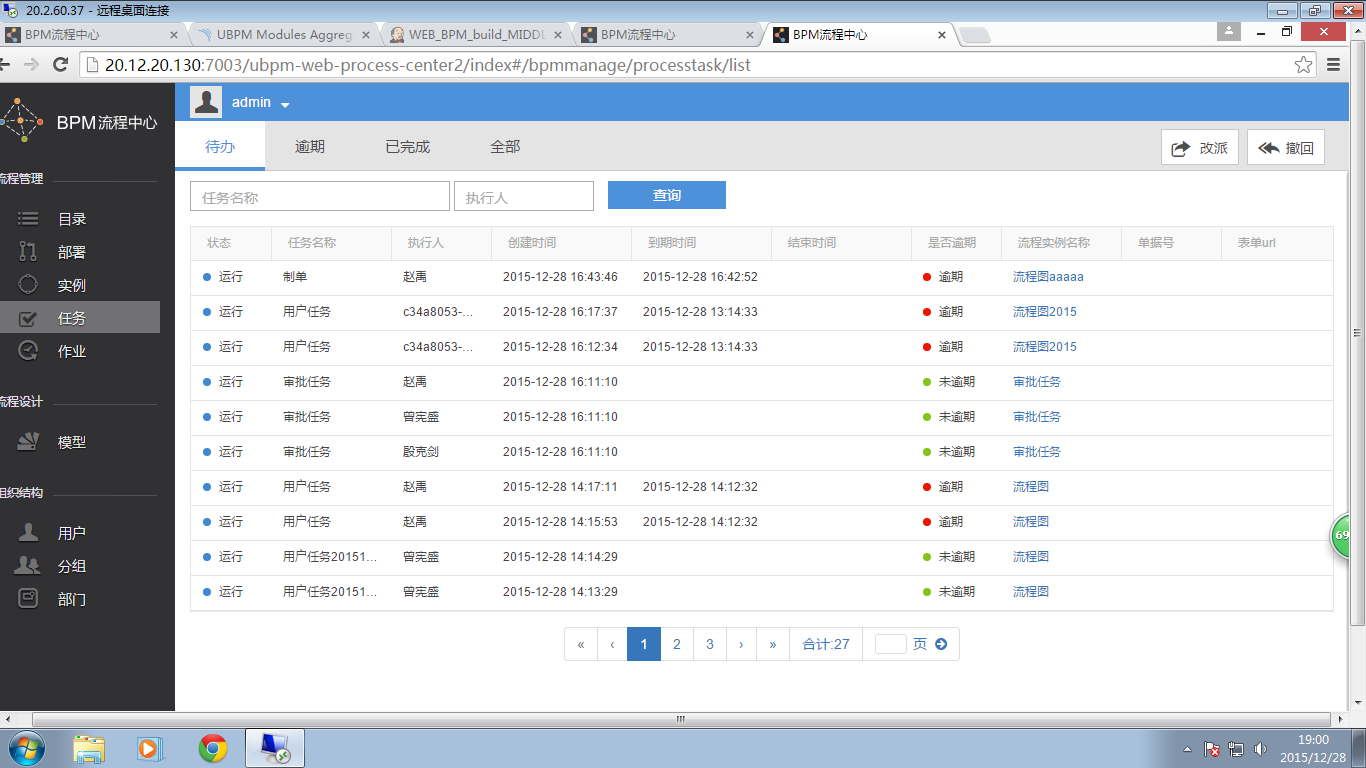 20.2.60.37 - 远程桌面连接
BPM流程中心 UBPM Modules Aggreg WEB_BPM_build_MIDDL BPM流程中心 BPM流程中心
20.12.20.130:7003/ubpm-web-process-center2/index#/bpmmanage/processtask/list
BPM流程中心
admin
待办 逾期 已完成 全部 改派 撤回
流程管理
目录
部署
实例
任务
作业
流程设计
模型
组织结构
用户
分组
部门
任务名称 执行人 查询
状态 任务名称 执行人 创建时间 到期时间 结束时间 是否逾期 流程实例名称 单据号 表单url
运行 制单 赵禹 2015-12-28 16:43:46 2015-12-28 16:42:52 逾期 流程图aaaaa
运行 用户任务 c34a8053-... 2015-12-28 16:17:37 2015-12-28 13:14:33 逾期 流程图2015
运行 用户任务 c34a8053-... 2015-12-28 16:12:34 2015-12-28 13:14:33 逾期 流程图2015
运行 审批任务 赵禹 2015-12-28 16:11:10 未逾期 审批任务
运行 审批任务 曾宪盛 2015-12-28 16:11:10 未逾期 审批任务
运行 审批任务 殷克剑 2015-12-28 16:11:10 未逾期 审批任务
运行 用户任务 赵禹 2015-12-28 14:17:11 2015-12-28 14:12:32 逾期 流程图
运行 用户任务 赵禹 2015-12-28 14:15:53 2015-12-28 14:12:32 逾期 流程图
运行 用户任务20151... 曾宪盛 2015-12-28 14:14:29 未逾期 流程图
运行 用户任务20151... 曾宪盛 2015-12-28 14:13:29 未逾期 流程图
« ‹ 1 2 3 › » 合计:27 页
69
19:00
2015/12/28